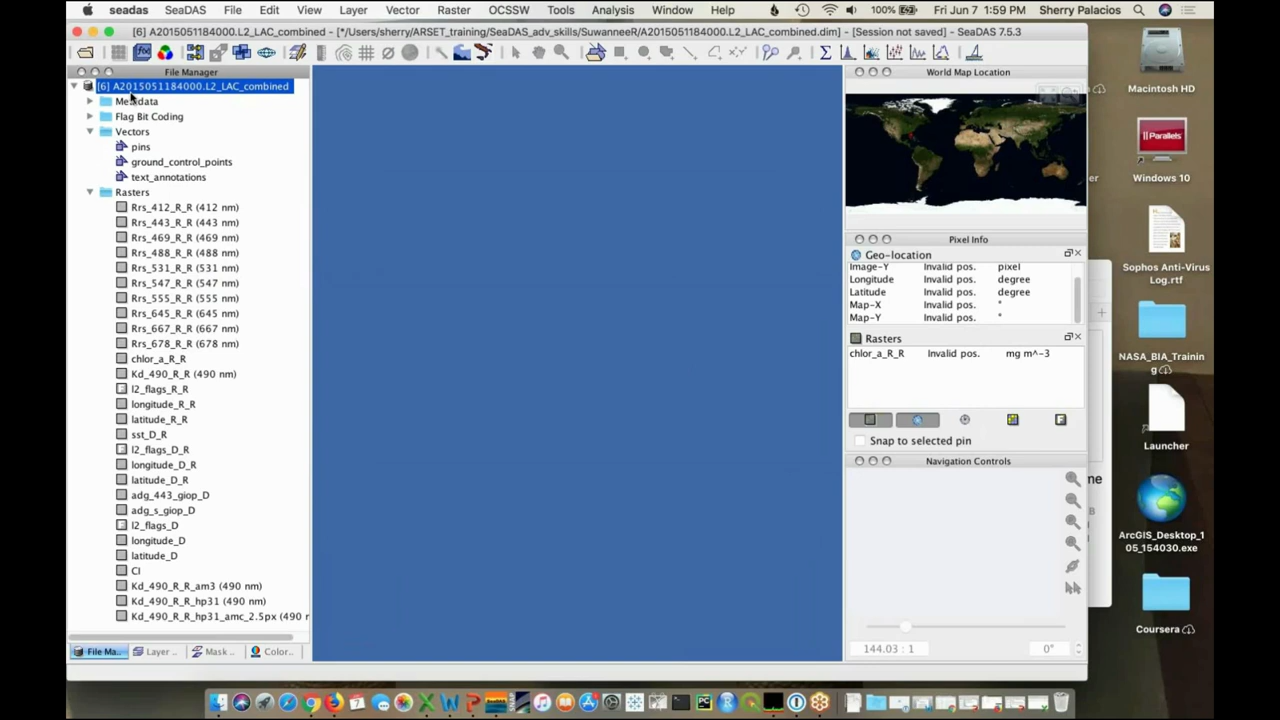 seadas SeaDAS File Edit View Layer Vector Raster OCSSW Tools Analysis Window Help 100% Fri Jun 7 1:59 PM Sherry Palacios
[6] A2015051184000.L2_LAC_combined - [*/Users/sherry/ARSET_training/SeaDAS_adv_skills/SuwanneeR/A2015051184000.L2_LAC_combined.dim] - [Session not saved] - SeaDAS 7.5.3
File Manager
[6] A2015051184000.L2_LAC_combined
Metadata
Flag Bit Coding
Vectors
pins
ground_control_points
text_annotations
Rasters
Rrs_412_R_R (412 nm)
Rrs_443_R_R (443 nm)
Rrs_469_R_R (469 nm)
Rrs_488_R_R (488 nm)
Rrs_531_R_R (531 nm)
Rrs_547_R_R (547 nm)
Rrs_555_R_R (555 nm)
Rrs_645_R_R (645 nm)
Rrs_667_R_R (667 nm)
Rrs_678_R_R (678 nm)
chlor_a_R_R
Kd_490_R_R (490 nm)
l2_flags_R_R
longitude_R_R
latitude_R_R
sst_D_R
l2_flags_D_R
longitude_D_R
latitude_D_R
adg_443_giop_D
adg_s_giop_D
l2_flags_D
longitude_D
latitude_D
CI
Kd_490_R_R_am3 (490 nm)
Kd_490_R_R_hp31 (490 nm)
Kd_490_R_R_hp31_amc_2.5px (490 n
File Ma... Layer .. Mask .. Color..
World Map Location
Pixel Info
Geo-location
Image-Y Invalid pos. pixel
Longitude Invalid pos. degree
Latitude Invalid pos. degree
Map-X Invalid pos. °
Map-Y Invalid pos. °
Rasters
chlor_a_R_R Invalid pos. mg m^-3
Snap to selected pin
Navigation Controls
144.03 : 1 0°
er
me
Macintosh HD
Parallels
Windows 10
Sophos Anti-Virus
Log.rtf
NASA_BIA_Trainin
g
Launcher
ArcGIS_Desktop_1
05_154030.exe
Coursera